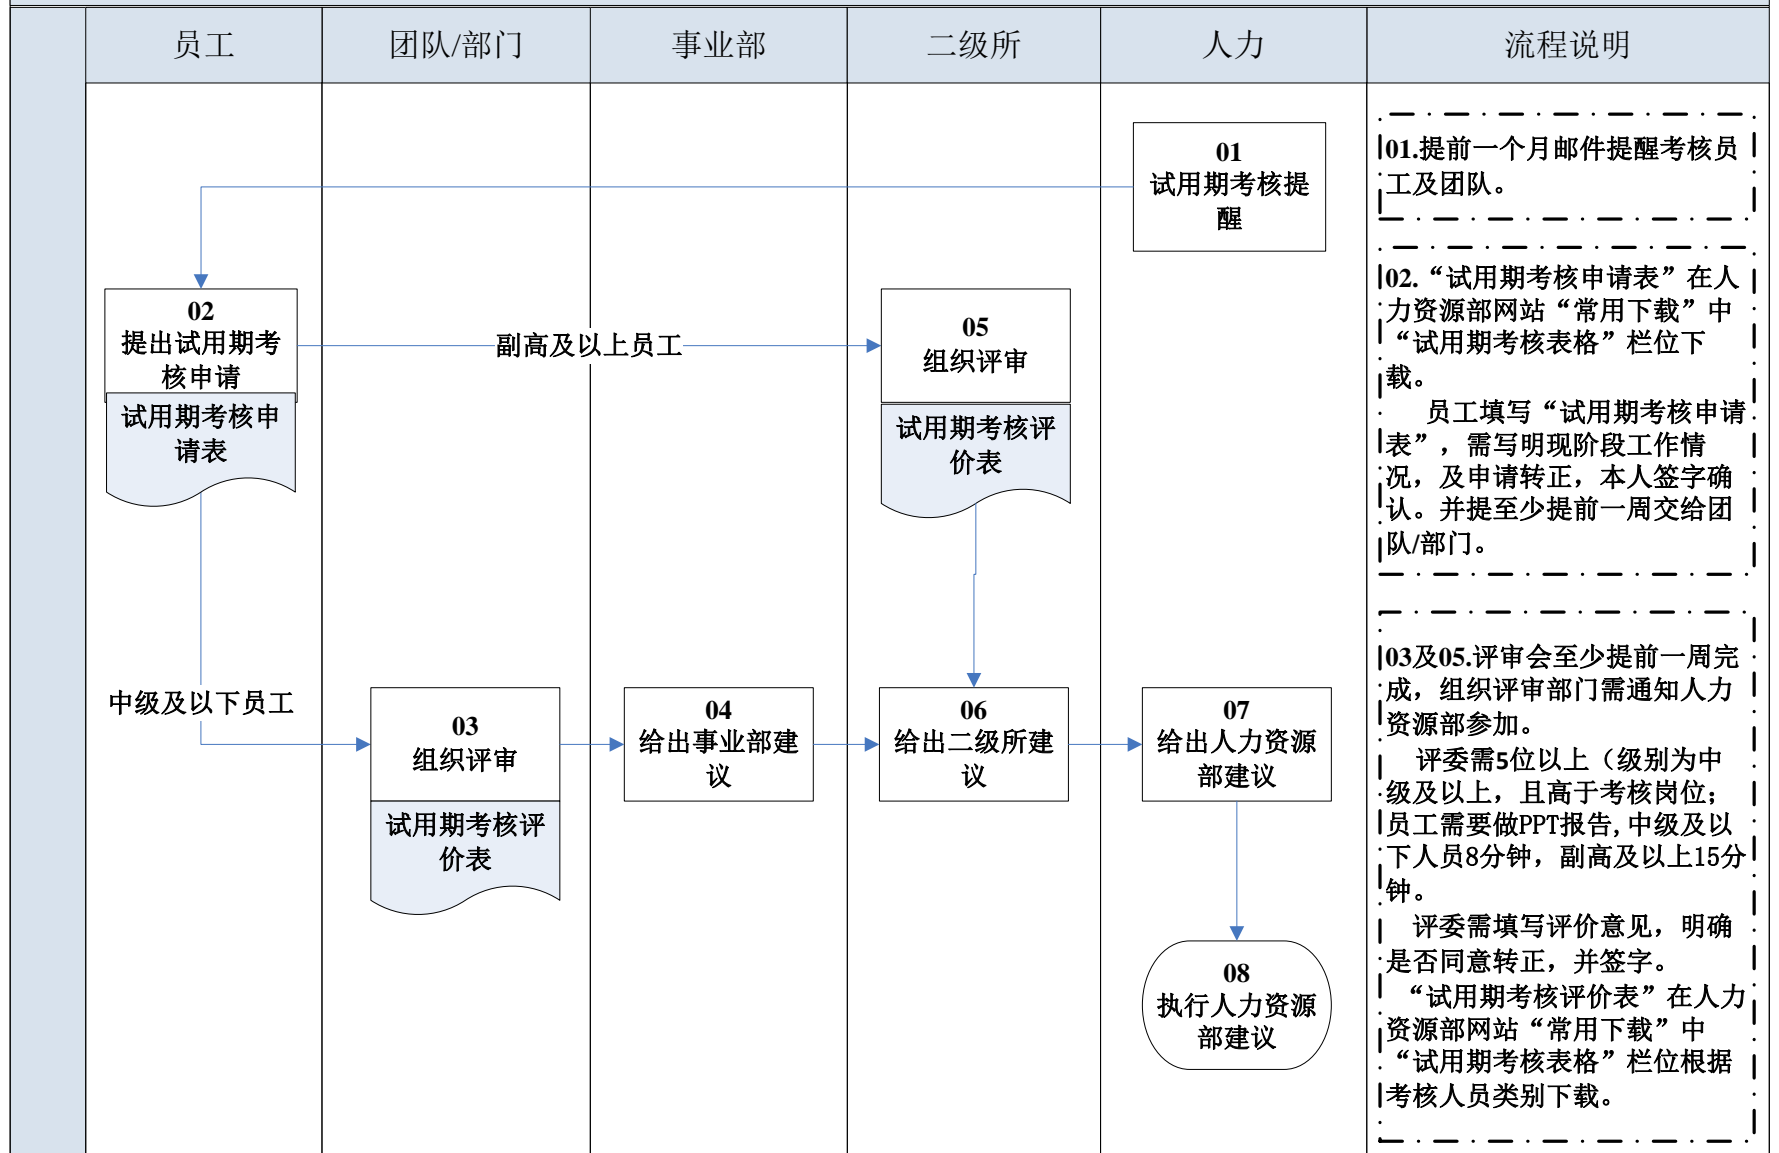 员工
团队/部门
事业部
二级所
人力
流程说明
01
试用期考核提
醒
01.提前一个月邮件提醒考核员
工及团队。
02
提出试用期考
核申请
试用期考核申
请表
副高及以上员工
05
组织评审
试用期考核评
价表
02.“试用期考核申请表”在人
力资源部网站“常用下载”中
“试用期考核表格”栏位下
载。
员工填写“试用期考核申请
表”，需写明现阶段工作情
况，及申请转正，本人签字确
认。并提至少提前一周交给团
队/部门。
中级及以下员工
03
组织评审
试用期考核评
价表
04
给出事业部建
议
06
给出二级所建
议
07
给出人力资源
部建议
08
执行人力资源
部建议
03及05.评审会至少提前一周完
成，组织评审部门需通知人力
资源部参加。
评委需5位以上（级别为中
级及以上，且高于考核岗位；
员工需要做PPT报告,中级及以
下人员8分钟，副高及以上15分
钟。
评委需填写评价意见，明确
是否同意转正，并签字。
“试用期考核评价表”在人力
资源部网站“常用下载”中
“试用期考核表格”栏位根据
考核人员类别下载。